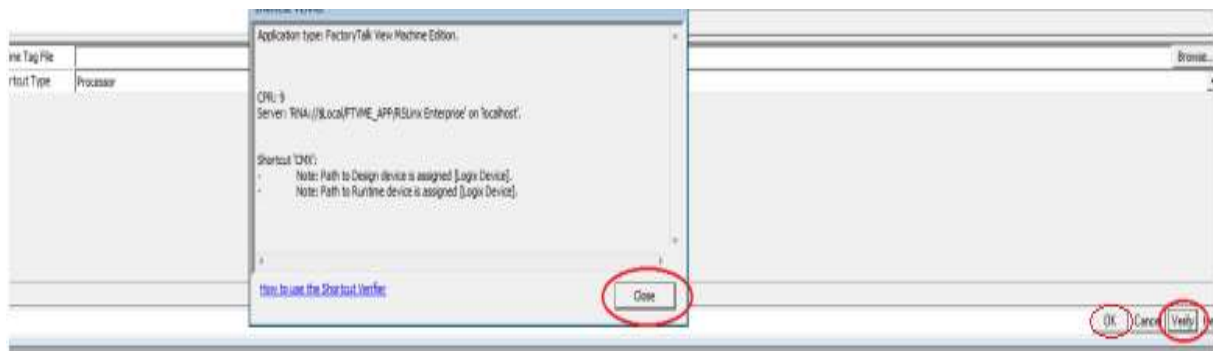 Application type: FactoryTalk View Machine Edition.
Tag File
Browse...
Type
Processor
CPR: 9
Server: 'RNA://$Local/FTVME_APP/RSLinx Enterprise' on 'localhost'.
Shortcut 'CMX':
- Note: Path to Design device is assigned [Logix Device].
- Note: Path to Runtime device is assigned [Logix Device].
How to use the Shortcut Verifier
Close
OK
Cancel
Verify